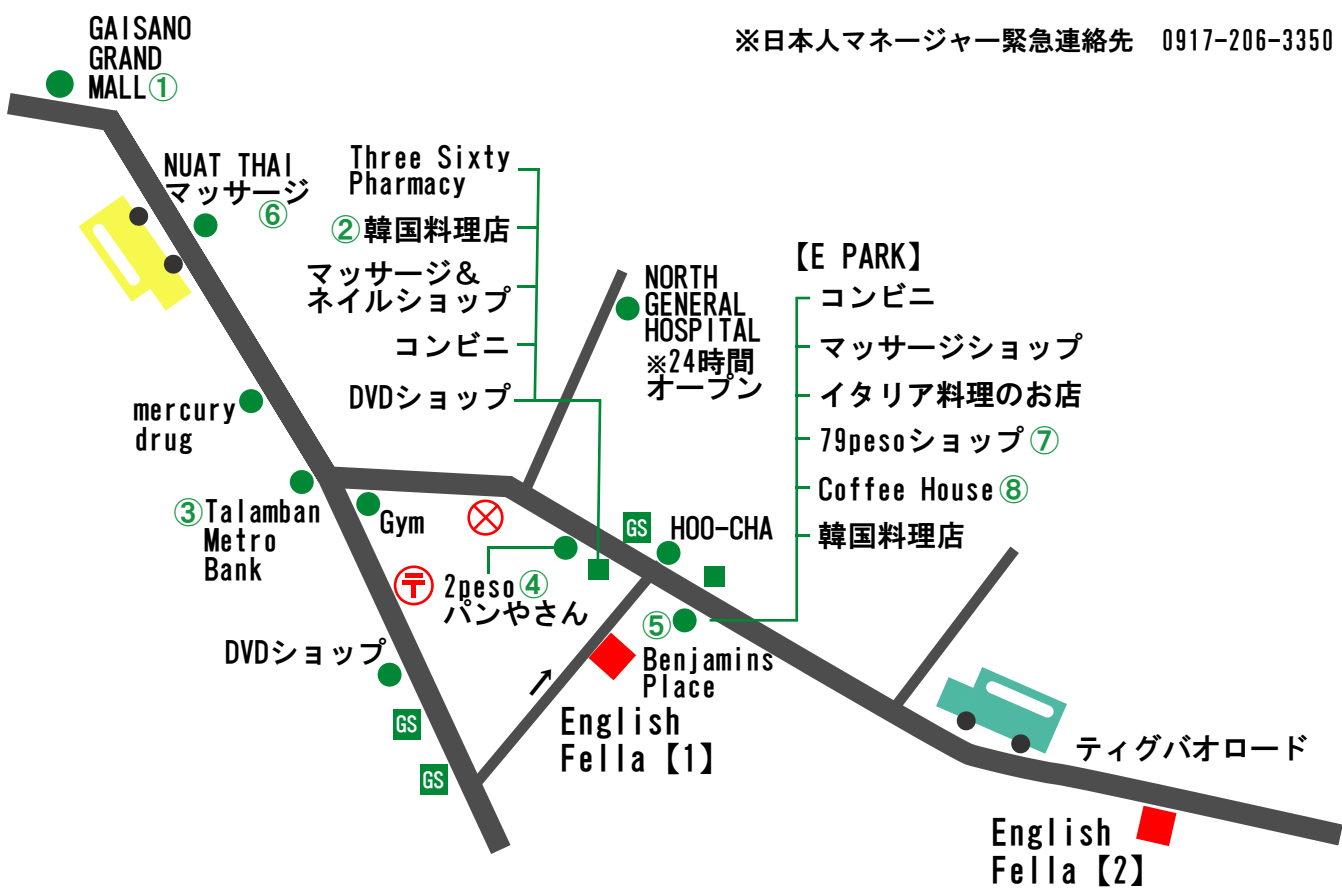 GAISANO
GRAND
MALL①
※日本人マネージャー緊急連絡先 0917-206-3350
NUAT THAI
マッサージ
⑥
Three Sixty
Pharmacy
②韓国料理店
マッサージ&
ネイルショップ
コンビニ
DVDショップ
NORTH
GENERAL
HOSPITAL
※24時間
オープン
【E PARK】
コンビニ
マッサージショップ
イタリア料理のお店
79pesoショップ⑦
Coffee House⑧
韓国料理店
mercury
drug
③Talamban
Metro
Bank
Gym
GS
HOO-CHA
〒
2peso④
パンやさん
DVDショップ
GS
GS
→
⑤
Benjamins
Place
English
Fella【1】
ティグバオロード
English
Fella【2】